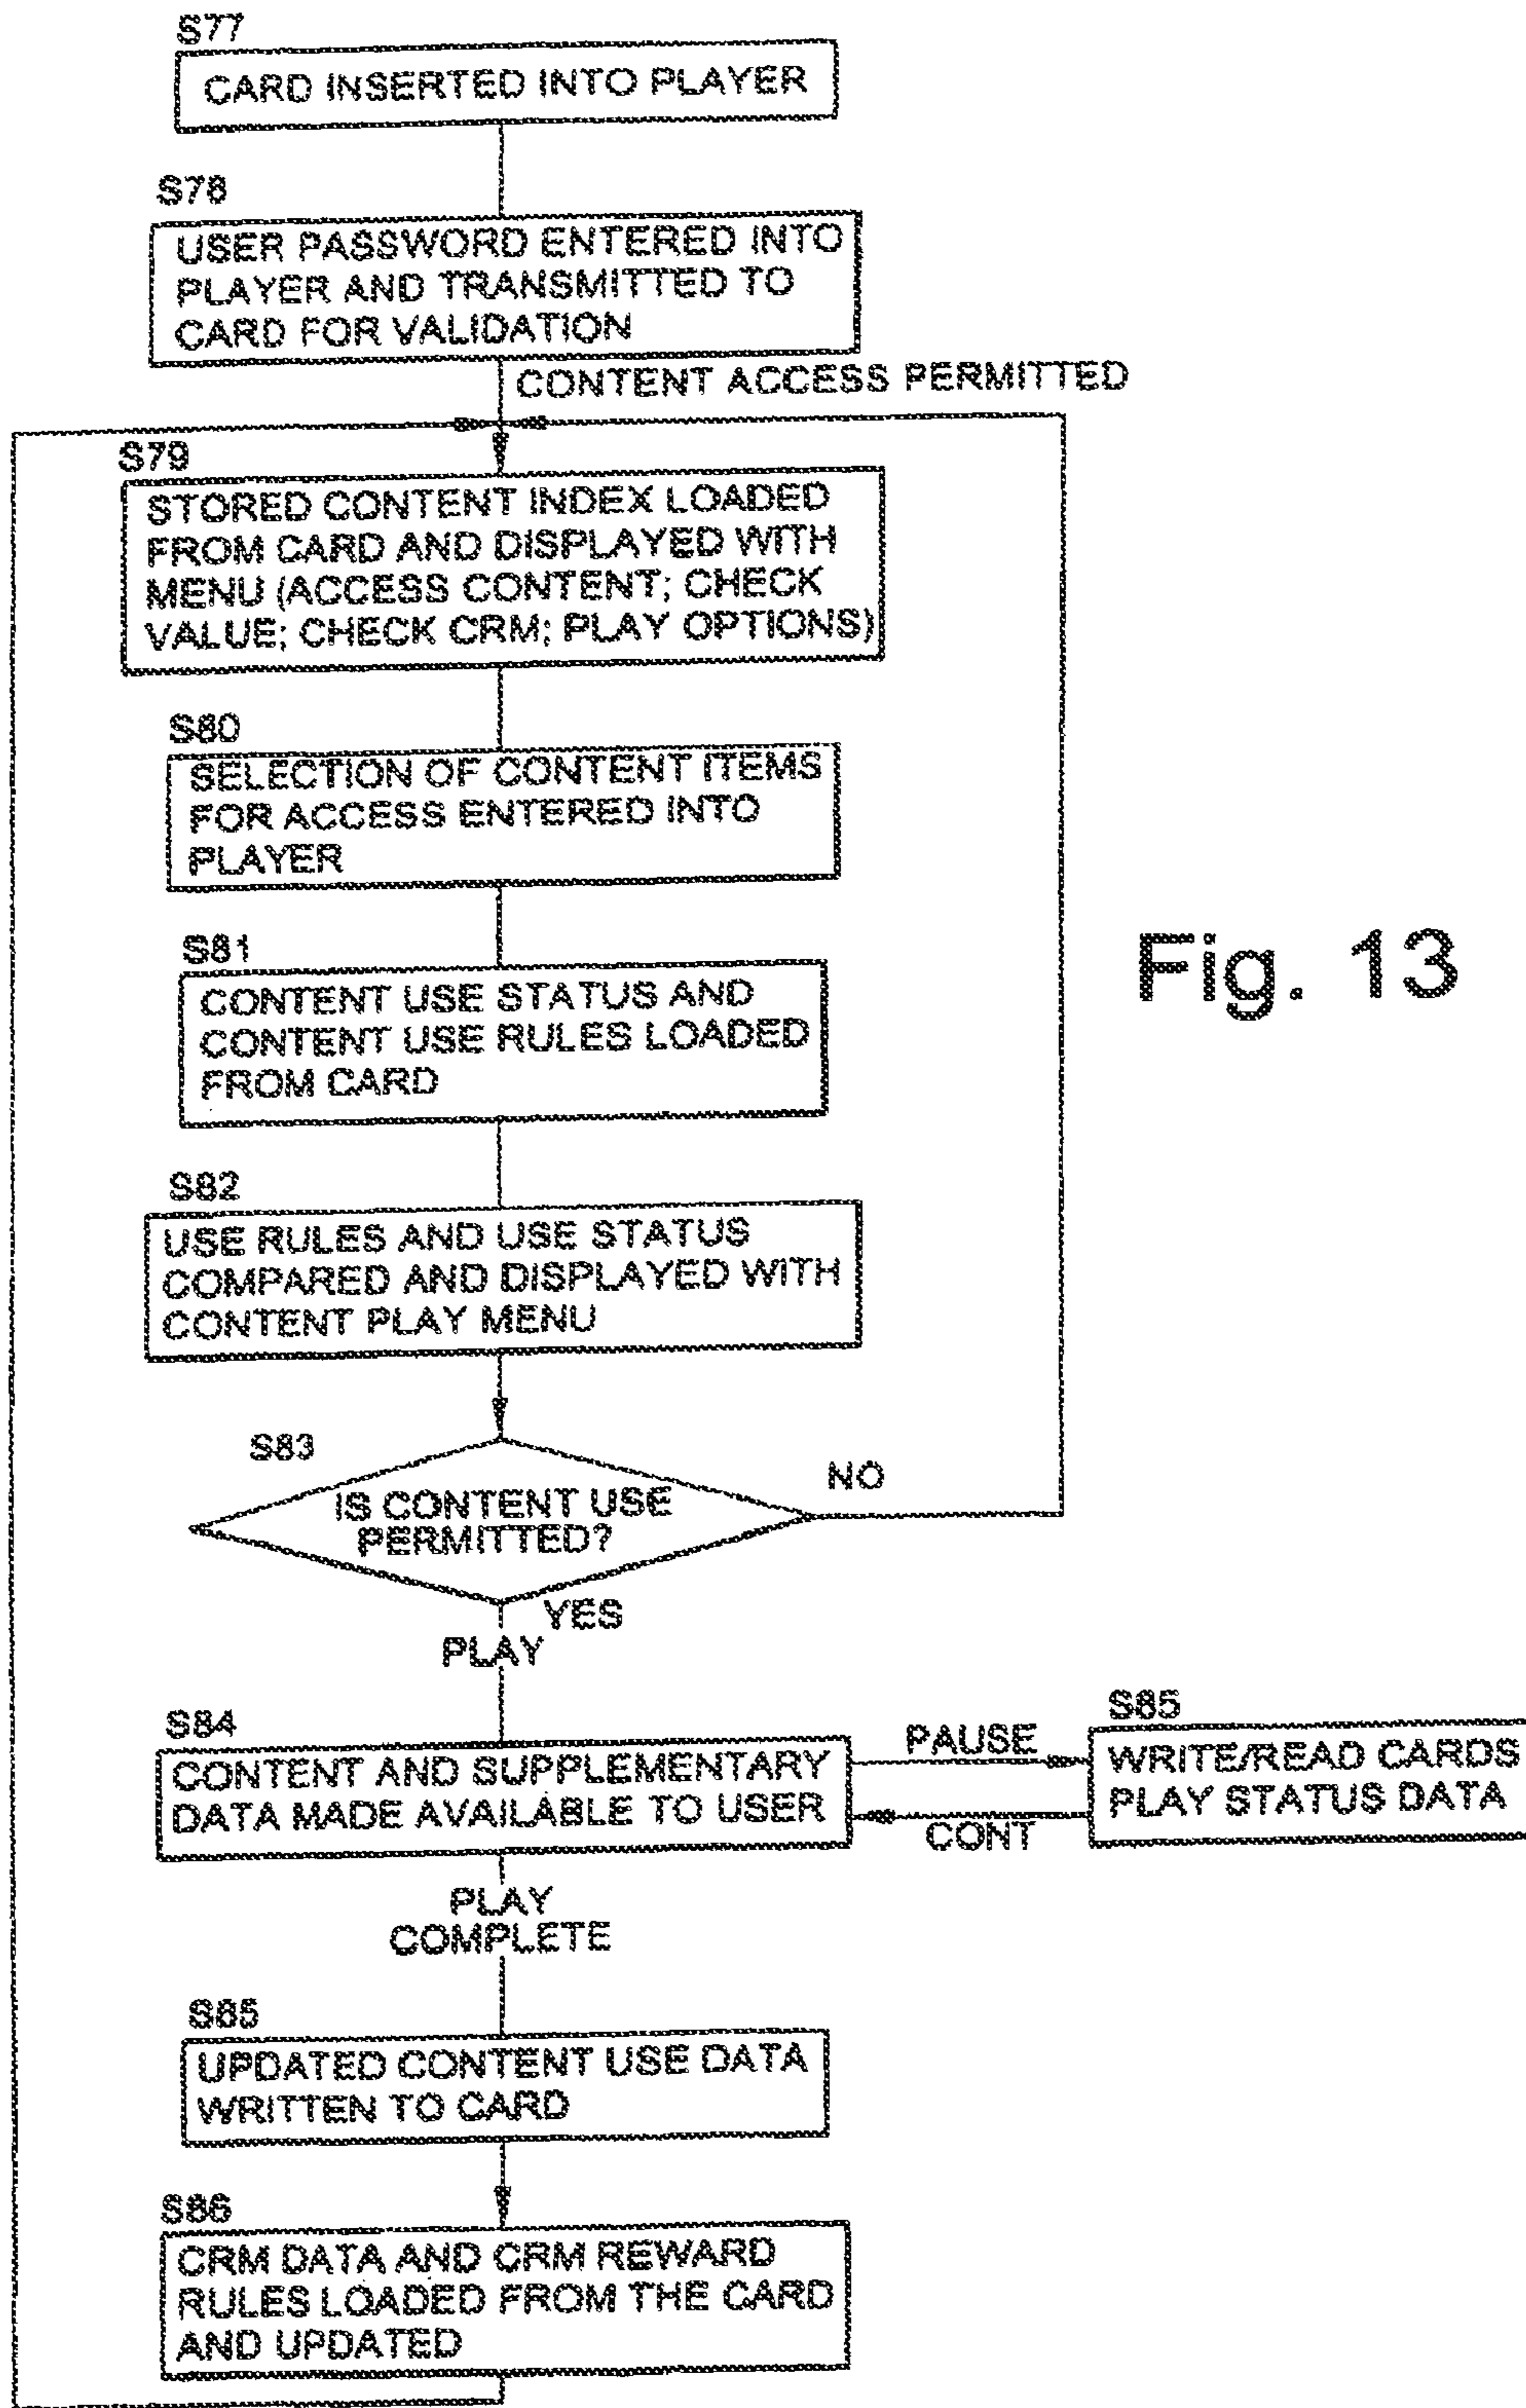 S77
CARD INSERTED INTO PLAYER
S78
USER PASSWORD ENTERED INTO
PLAYER AND TRANSMITTED TO
CARD FOR VALIDATION
CONTENT ACCESS PERMITTED
S79
STORED CONTENT INDEX LOADED
FROM CARD AND DISPLAYED WITH
MENU (ACCESS CONTENT; CHECK
VALUE; CHECK CRM; PLAY OPTIONS)
S80
SELECTION OF CONTENT ITEMS
FOR ACCESS ENTERED INTO
PLAYER
S81
CONTENT USE STATUS AND
CONTENT USE RULES LOADED
FROM CARD
Fig. 13
S82
USE RULES AND USE STATUS
COMPARED AND DISPLAYED WITH
CONTENT PLAY MENU
S83
IS CONTENT USE
PERMITTED?
NO
YES
PLAY
S84
CONTENT AND SUPPLEMENTARY
DATA MADE AVAILABLE TO USER
PAUSE
CONT
S85
WRITE/READ CARDS
PLAY STATUS DATA
PLAY
COMPLETE
S85
UPDATED CONTENT USE DATA
WRITTEN TO CARD
S86
CRM DATA AND CRM REWARD
RULES LOADED FROM THE CARD
AND UPDATED